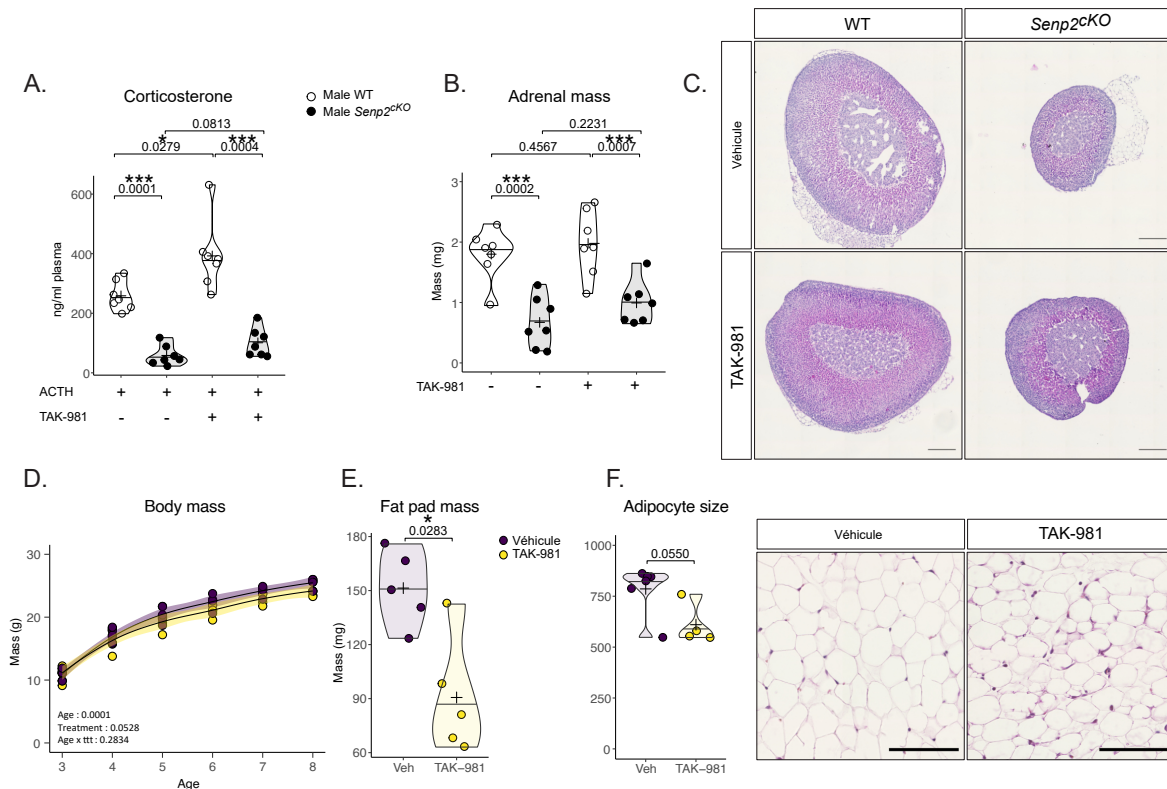 A.
Corticosterone
Male WT
Male Senp2cKO
0.0813
* ***
0.0279 0.0004
***
0.0001
ng/ml plasma
600
400
200
0
ACTH + + + +
TAK-981 - - + +
B.
Adrenal mass
0.2231
***
0.4567 0.0007
***
0.0002
Mass (mg)
3
2
1
0
TAK-981 - - + +
C.
WT Senp2cKO
Véhicule
TAK-981
D.
Body mass
Mass (g)
30
20
10
0
Age : 0.0001
Treatment : 0.0528
Age x ttt : 0.2834
3 4 5 6 7 8
Age
E.
Fat pad mass
*
0.0283
Véhicule
TAK-981
Mass (mg)
180
150
120
90
60
Veh TAK–981
F.
Adipocyte size
0.0550
1000
750
500
250
0
Veh TAK–981
Véhicule TAK-981